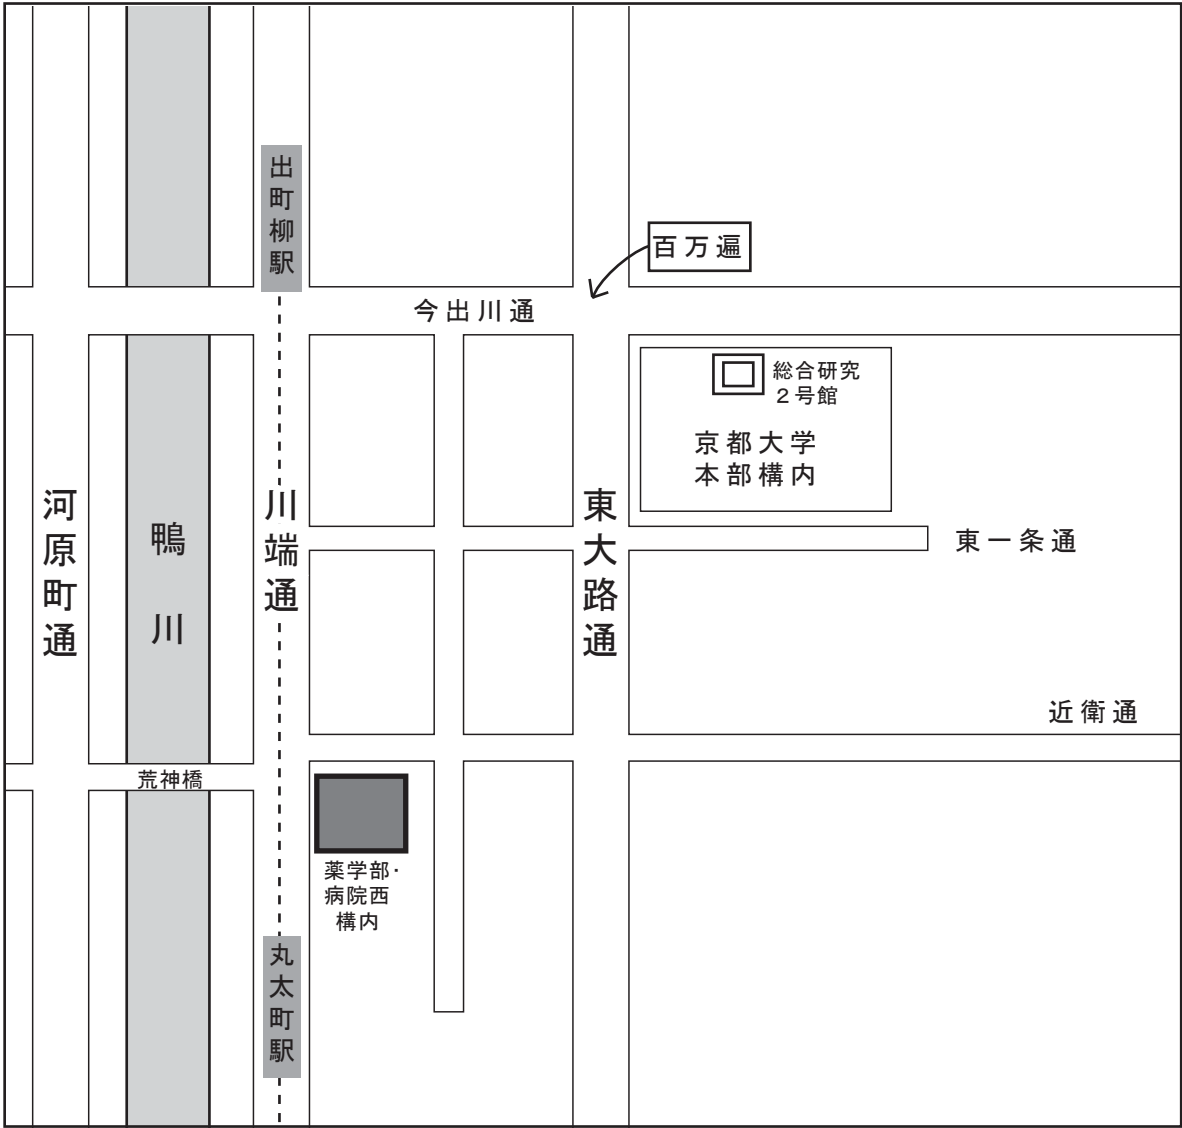 出町柳駅
百万遍
今出川通
総合研究
２号館
京都大学
本部構内
河原町通
鴨川
川端通
東大路通
東一条通
近衛通
荒神橋
薬学部・
病院西
構内
丸太町駅